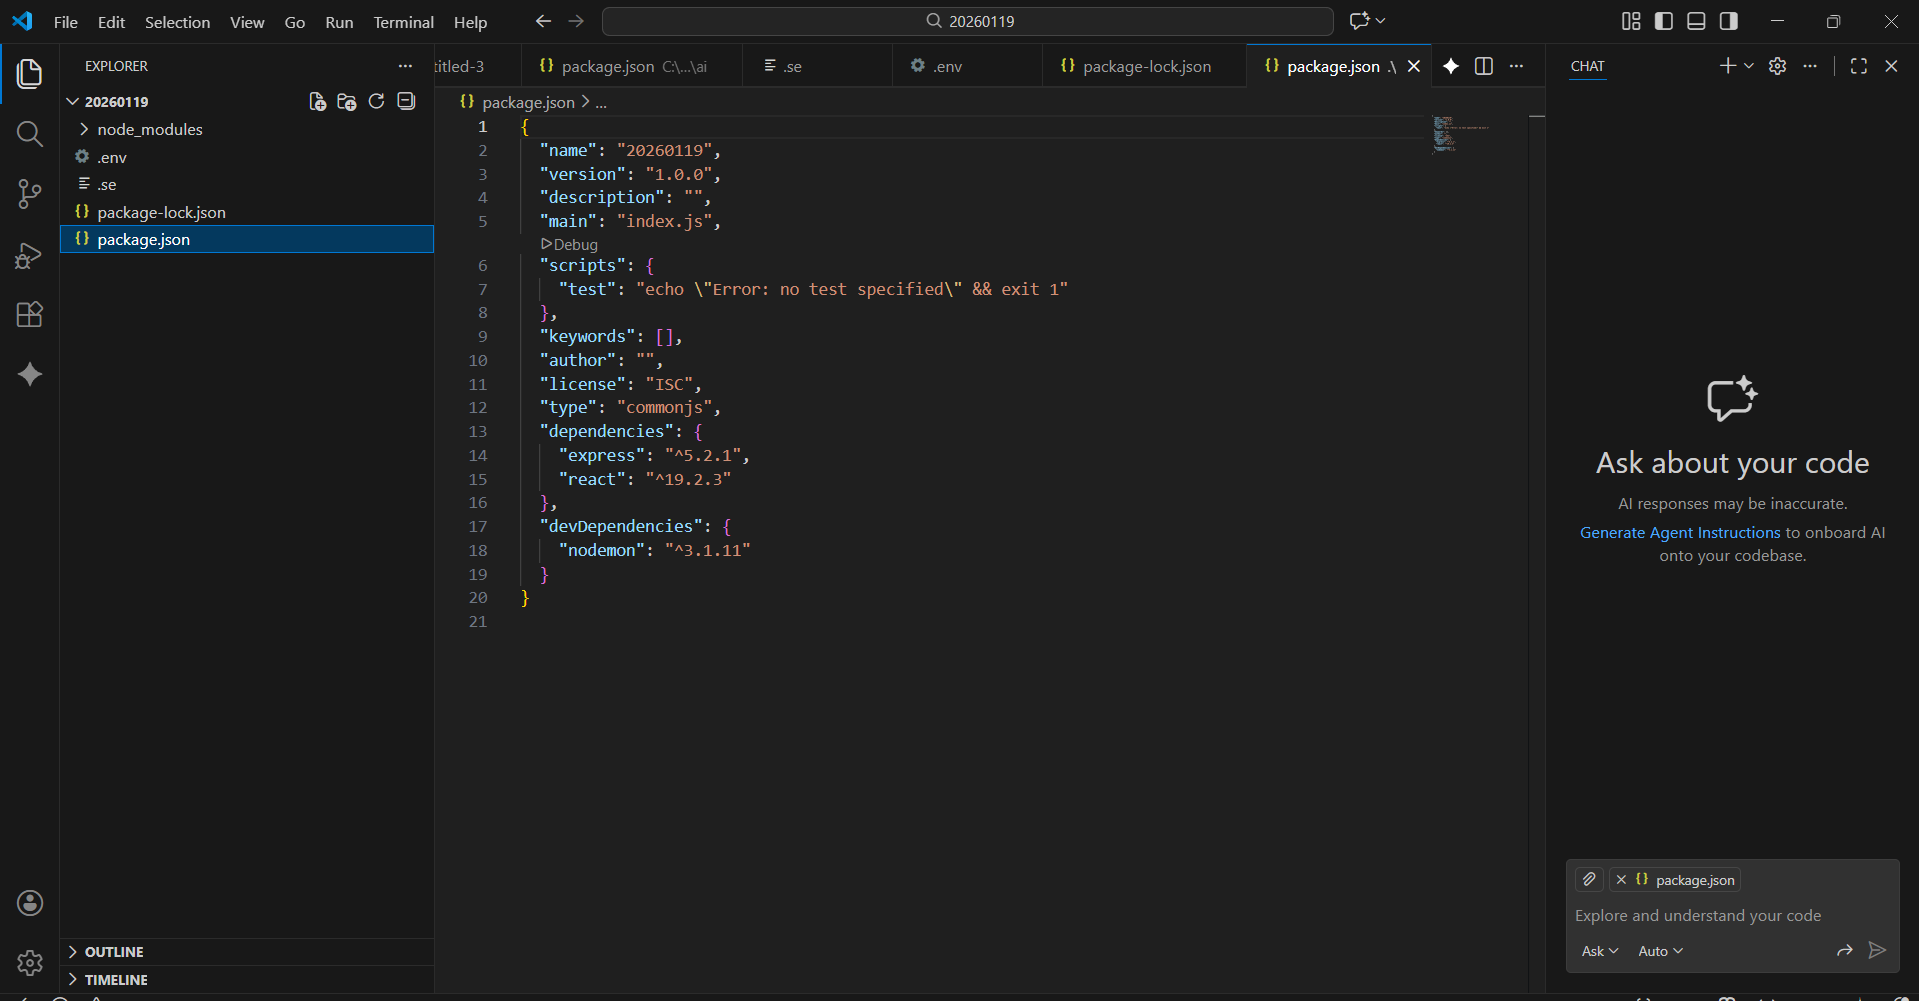 File Edit Selection View Go Run Terminal Help
20260119
EXPLORER
20260119
node_modules
.env
.se
package-lock.json
package.json
OUTLINE
TIMELINE
titled-3
package.json C:\...\ai
.se
.env
package-lock.json
package.json .\
package.json > ...
1 {
2 "name": "20260119",
3 "version": "1.0.0",
4 "description": "",
5 "main": "index.js",
Debug
6 "scripts": {
7 "test": "echo \"Error: no test specified\" && exit 1"
8 },
9 "keywords": [],
10 "author": "",
11 "license": "ISC",
12 "type": "commonjs",
13 "dependencies": {
14 "express": "^5.2.1",
15 "react": "^19.2.3"
16 },
17 "devDependencies": {
18 "nodemon": "^3.1.11"
19 }
20 }
21
CHAT
Ask about your code
AI responses may be inaccurate.
Generate Agent Instructions to onboard AI
onto your codebase.
package.json
Explore and understand your code
Ask
Auto